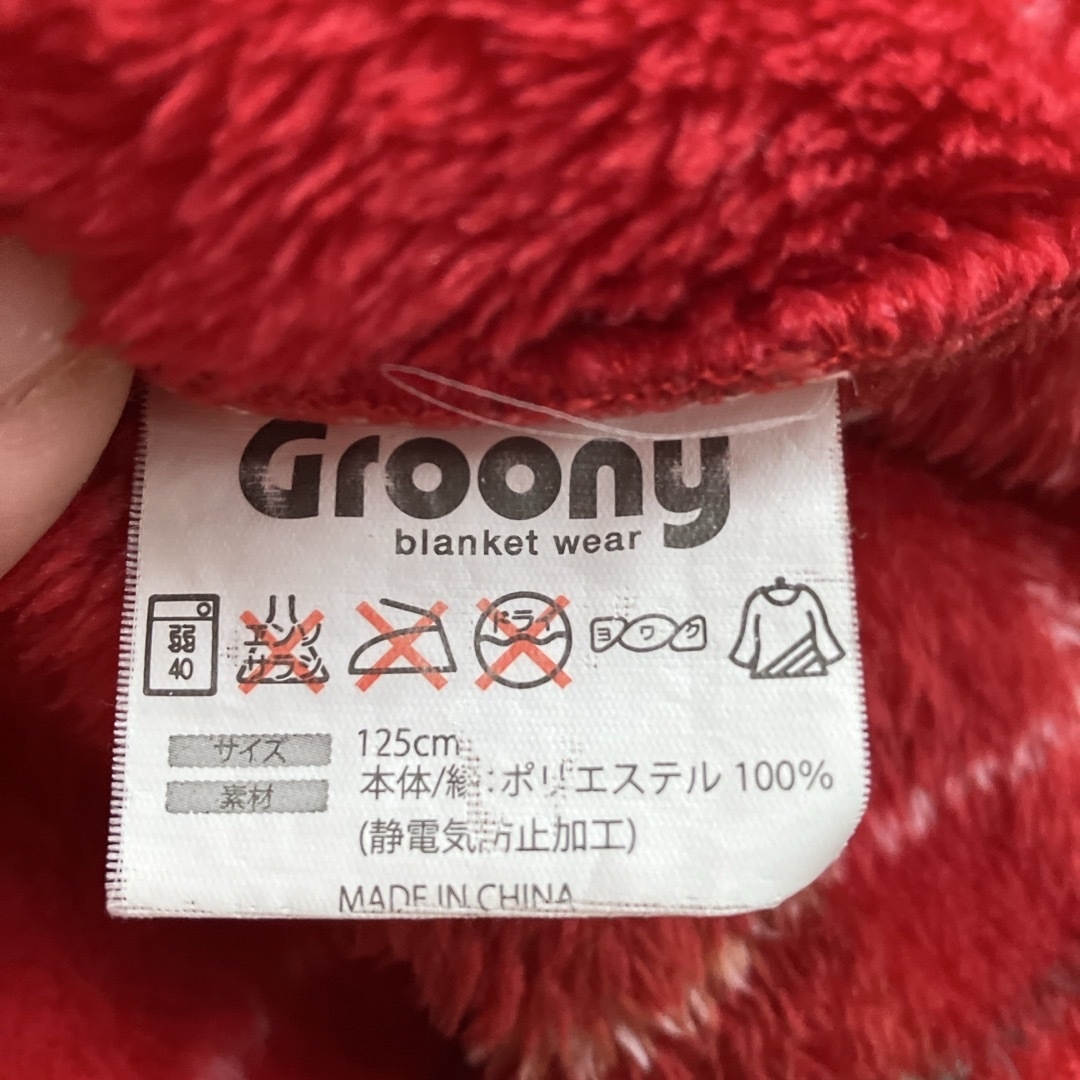 Groony
blanket wear
弱
40
エンソ
サラシ
ドライ
ヨワク
サイズ 125cm
素材 本体/縁:ポリエステル 100%
(静電気防止加工)
MADE IN CHINA